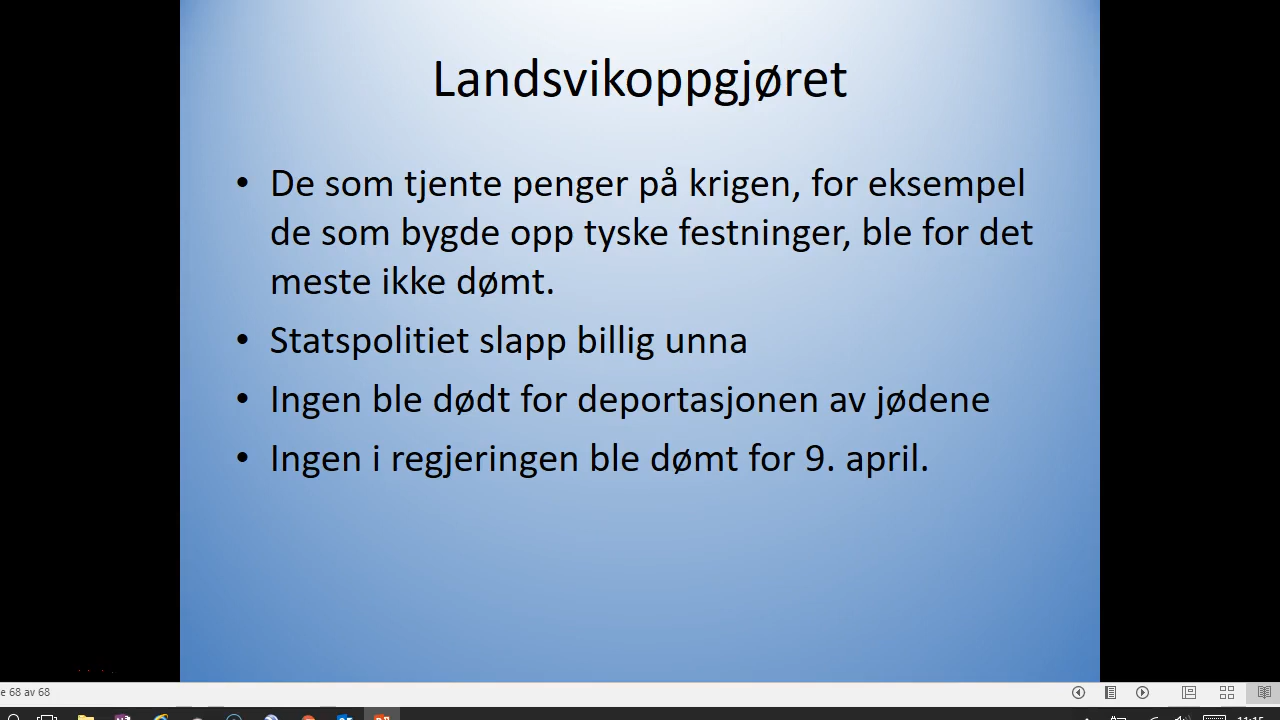 Landsvikoppgjøret
• De som tjente penger på krigen, for eksempel
de som bygde opp tyske festninger, ble for det
meste ikke dømt.
• Statspolitiet slapp billig unna
• Ingen ble dødt for deportasjonen av jødene
• Ingen i regjeringen ble dømt for 9. april.
e 68 av 68